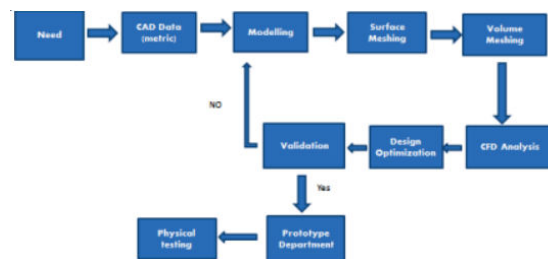 Need
CAD Data
(metric)
Modelling
Surface
Meshing
Volume
Meshing
NO
Validation
Design
Optimization
CFD Analysis
Yes
Physical
testing
Prototype
Department